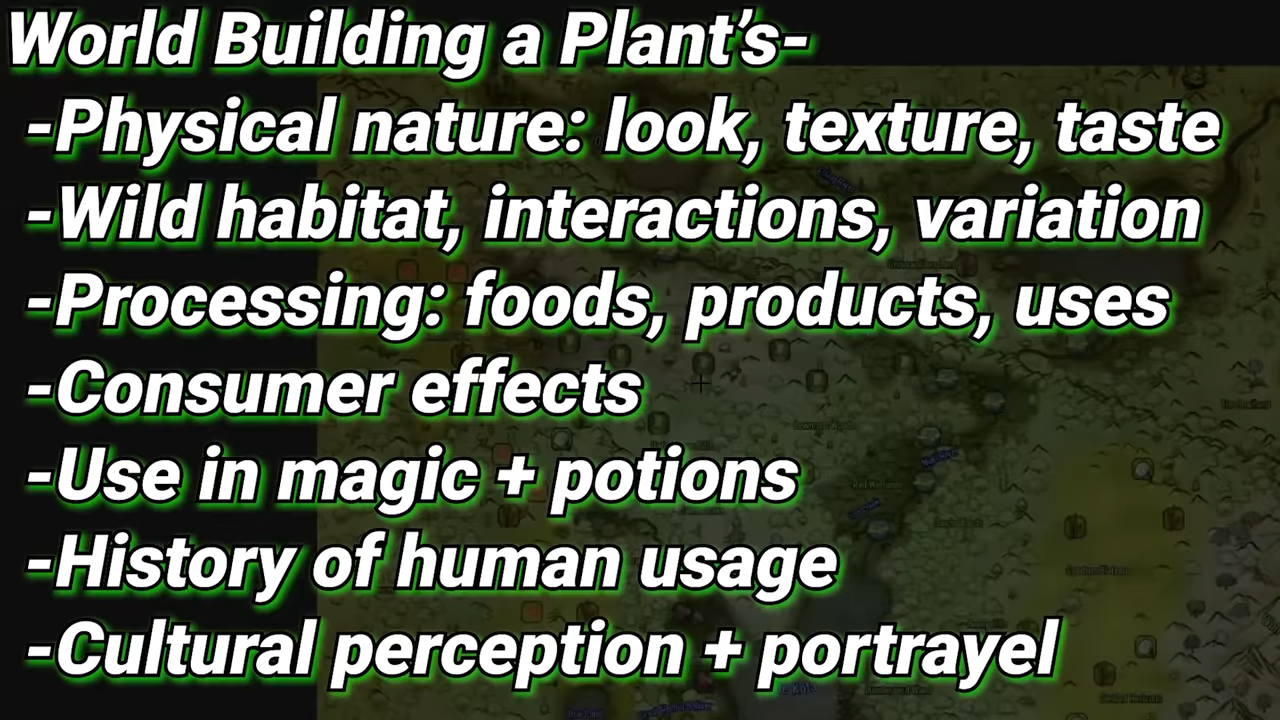 World Building a Plant’s-
-Physical nature: look, texture, taste
-Wild habitat, interactions, variation
-Processing: foods, products, uses
-Consumer effects
-Use in magic + potions
-History of human usage
-Cultural perception + portrayel